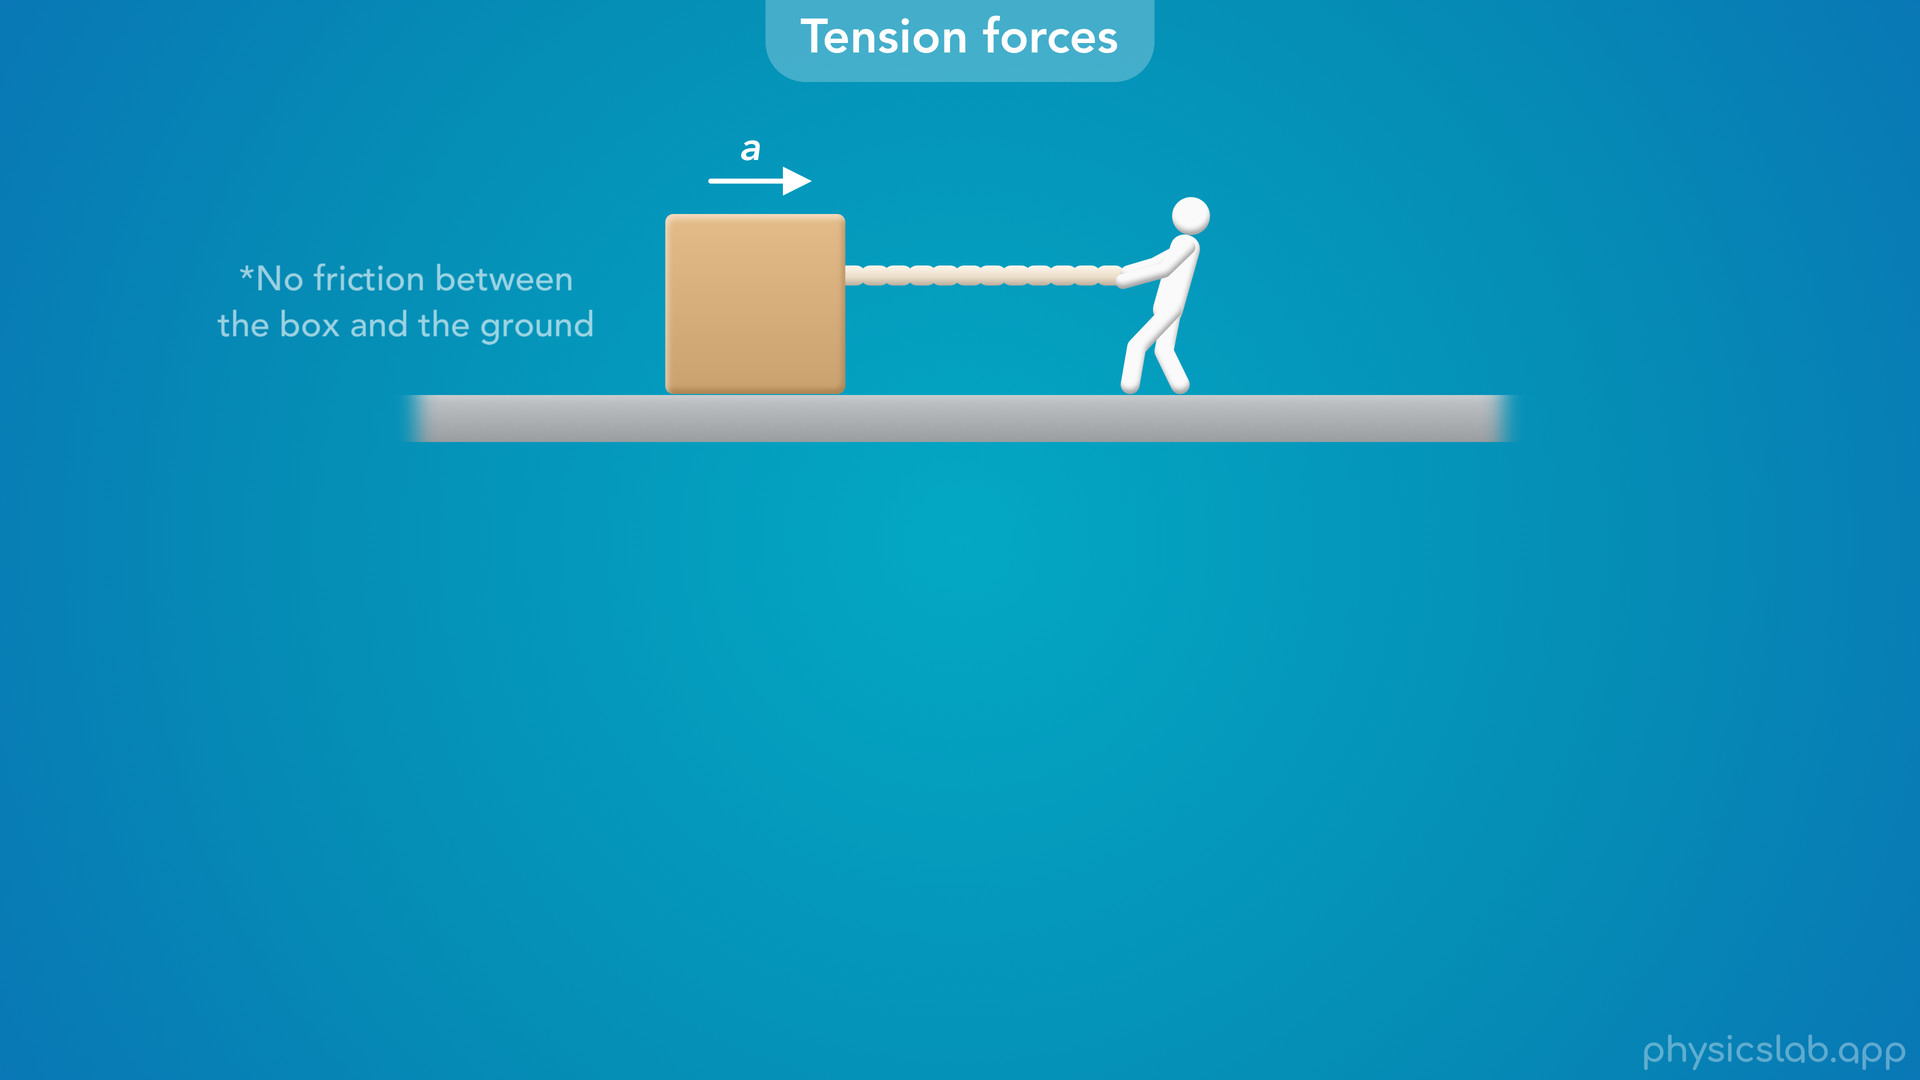 Tension forces
a
*No friction between
the box and the ground
physicslab.app